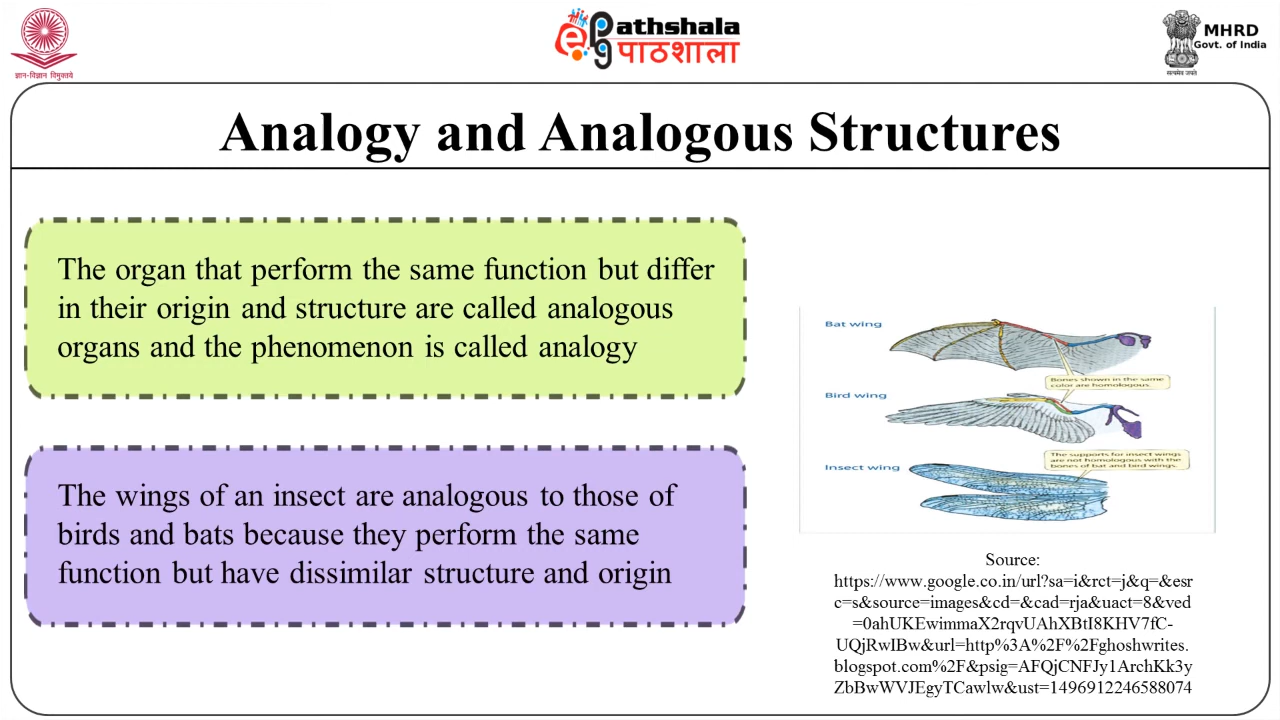 ज्ञान-विज्ञान विमुक्तये
ePg Pathshala
पाठशाला
MHRD
Govt. of India
सत्यमेव जयते
Analogy and Analogous Structures
The organ that perform the same function but differ
in their origin and structure are called analogous
organs and the phenomenon is called analogy
The wings of an insect are analogous to those of
birds and bats because they perform the same
function but have dissimilar structure and origin
Bat wing
Bones shown in the same
color are homologous.
Bird wing
The supports for insect wings
are not homologous with the
bones of bat and bird wings.
Insect wing
Source:
https://www.google.co.in/url?sa=i&rct=j&q=&esr
c=s&source=images&cd=&cad=rja&uact=8&ved
=0ahUKEwimmaX2rqvUAhXBtI8KHV7fC-
UQjRwIBw&url=http%3A%2F%2Fghoshwrites.
blogspot.com%2F&psig=AFQjCNFJy1ArchKk3y
ZbBwWVJEgyTCawlw&ust=1496912246588074